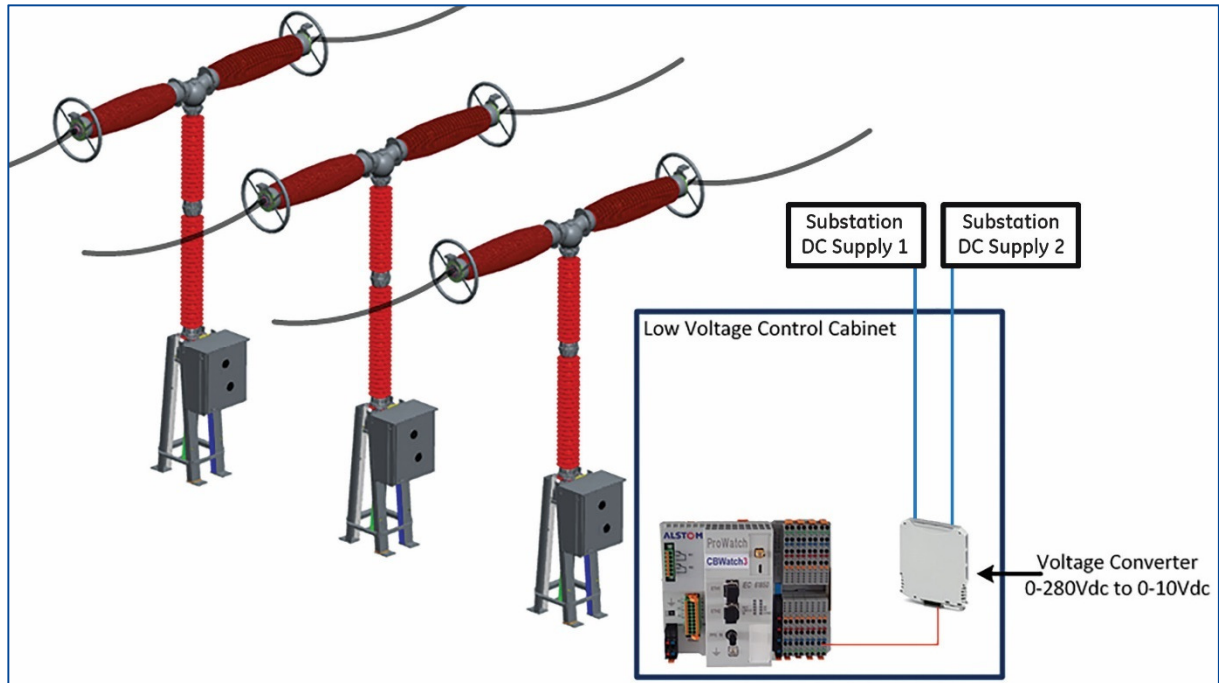 Substation
DC Supply 1
Substation
DC Supply 2
Low Voltage Control Cabinet
ALSTOM
ProWatch
CBWatch3
Voltage Converter
0-280Vdc to 0-10Vdc